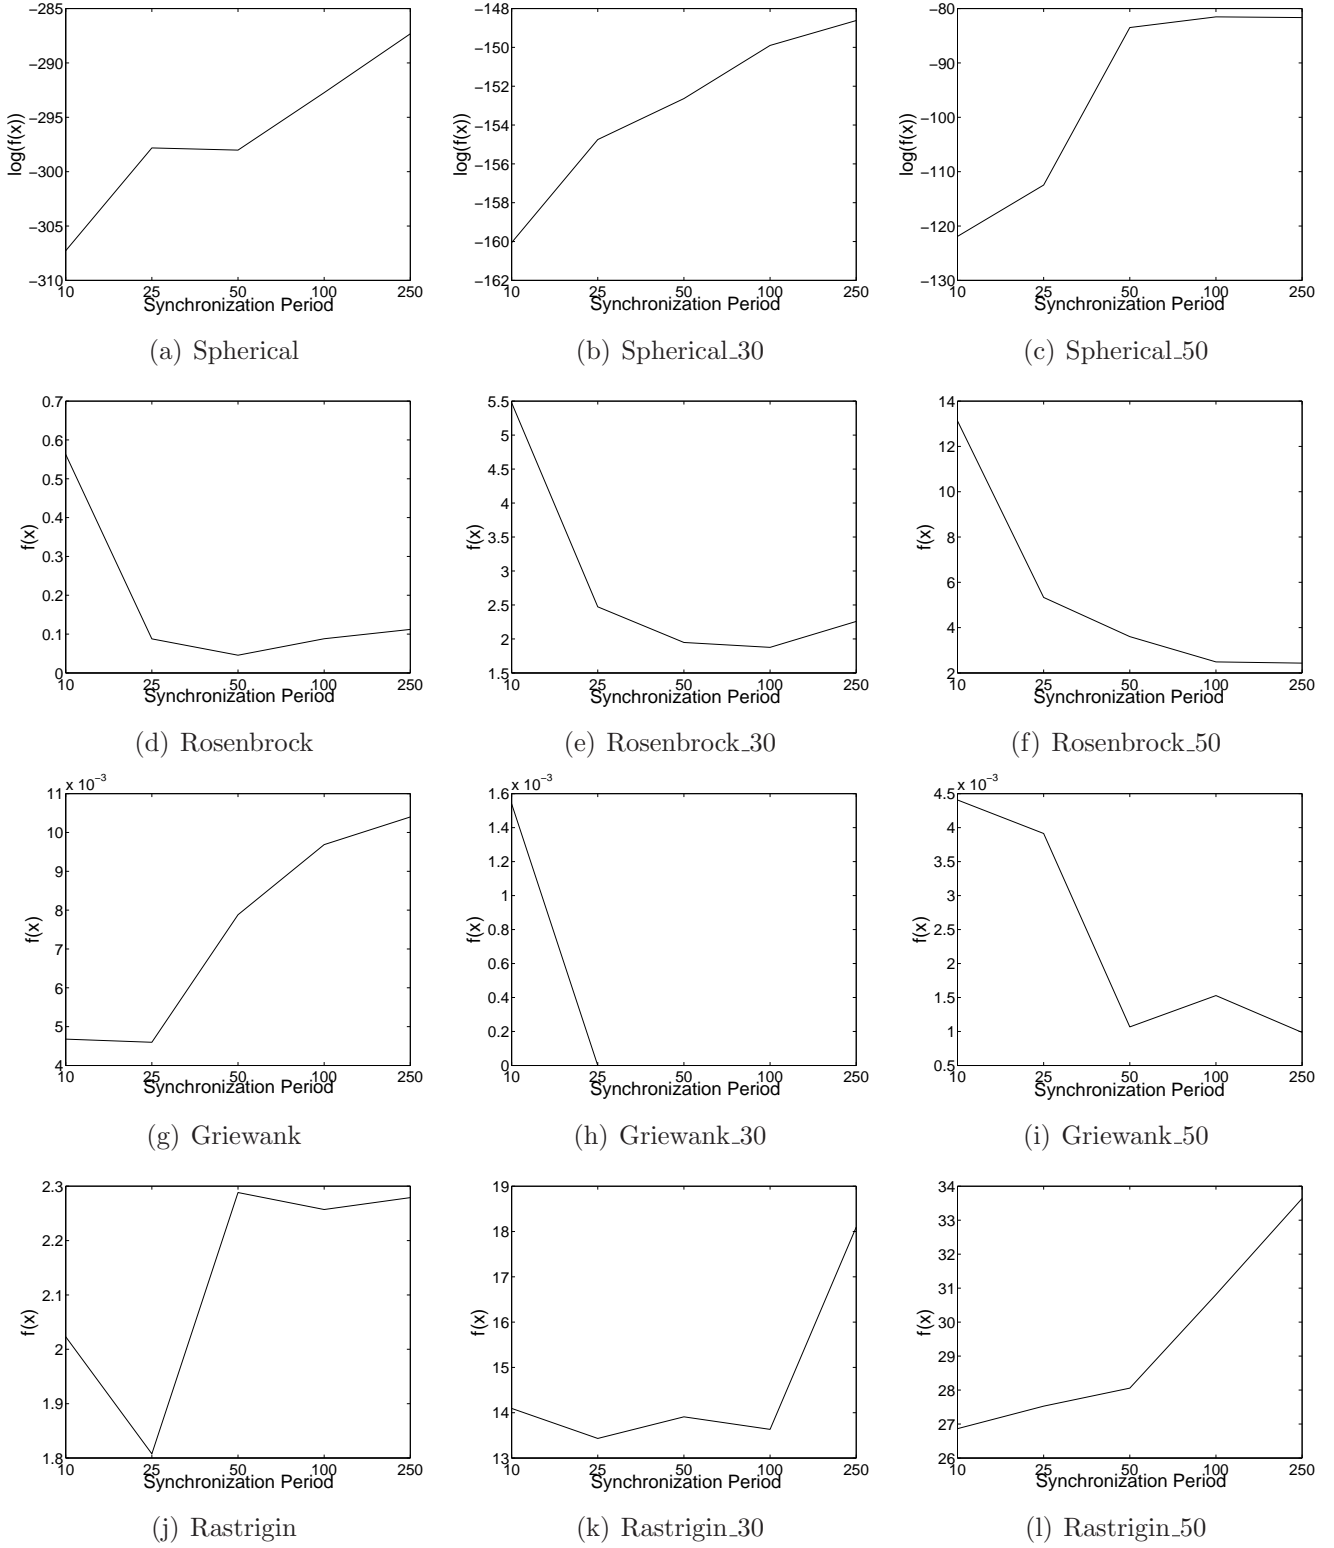 −285
−290
−295
−300
−305
−310
log(f(x))
10 25 50 100 250
Synchronization Period
(a) Spherical
−148
−150
−152
−154
−156
−158
−160
−162
log(f(x))
10 25 50 100 250
Synchronization Period
(b) Spherical_30
−80
−90
−100
−110
−120
−130
log(f(x))
10 25 50 100 250
Synchronization Period
(c) Spherical_50
0.7
0.6
0.5
0.4
0.3
0.2
0.1
0
f(x)
10 25 50 100 250
Synchronization Period
(d) Rosenbrock
5.5
5
4.5
4
3.5
3
2.5
2
1.5
f(x)
10 25 50 100 250
Synchronization Period
(e) Rosenbrock_30
14
12
10
8
6
4
2
f(x)
10 25 50 100 250
Synchronization Period
(f) Rosenbrock_50
x 10⁻³
11
10
9
8
7
6
5
4
f(x)
10 25 50 100 250
Synchronization Period
(g) Griewank
x 10⁻³
1.6
1.4
1.2
1
0.8
0.6
0.4
0.2
0
f(x)
10 25 50 100 250
Synchronization Period
(h) Griewank_30
x 10⁻³
4.5
4
3.5
3
2.5
2
1.5
1
0.5
f(x)
10 25 50 100 250
Synchronization Period
(i) Griewank_50
2.3
2.2
2.1
2
1.9
1.8
f(x)
10 25 50 100 250
Synchronization Period
(j) Rastrigin
19
18
17
16
15
14
13
f(x)
10 25 50 100 250
Synchronization Period
(k) Rastrigin_30
34
33
32
31
30
29
28
27
26
f(x)
10 25 50 100 250
Synchronization Period
(l) Rastrigin_50